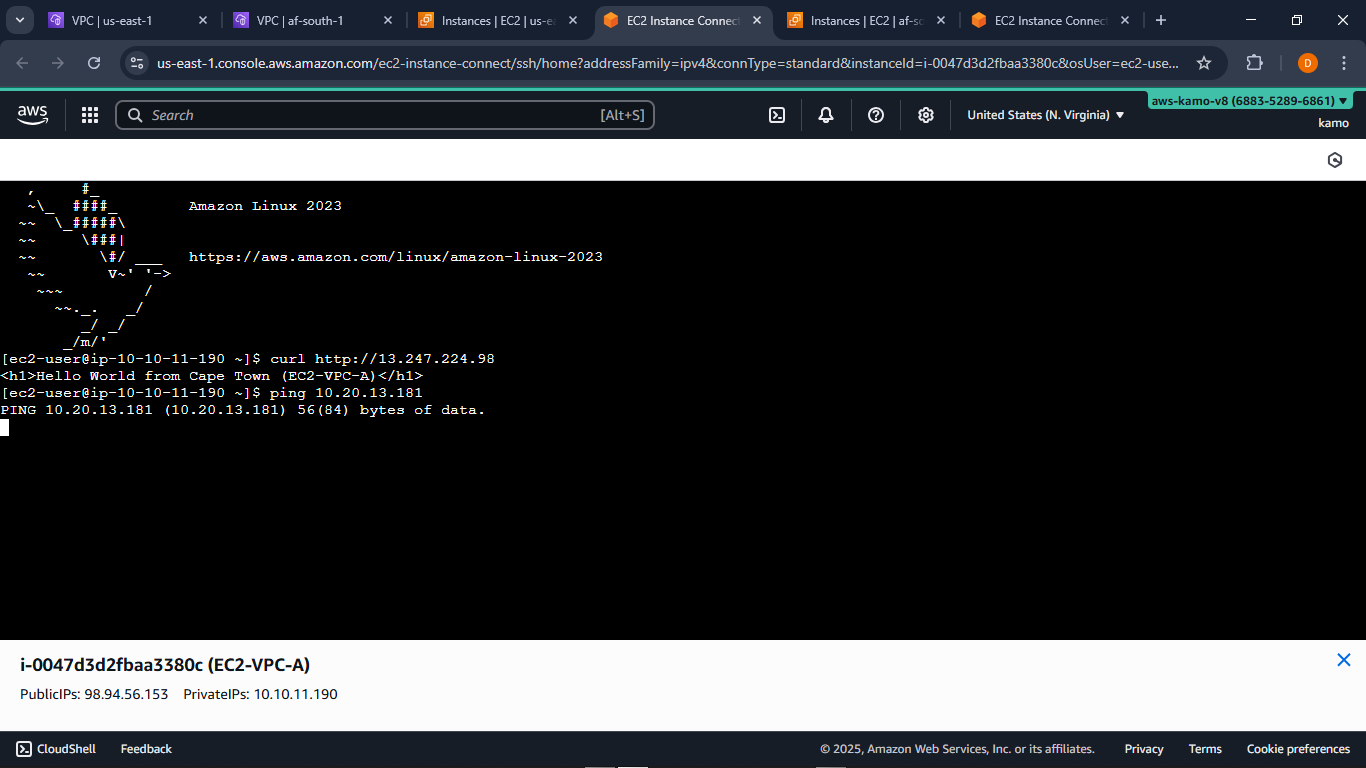 VPC | us-east-1
VPC | af-south-1
Instances | EC2 | us-ea
EC2 Instance Connect
Instances | EC2 | af-so
EC2 Instance Connect
us-east-1.console.aws.amazon.com/ec2-instance-connect/ssh/home?addressFamily=ipv4&connType=standard&instanceId=i-0047d3d2fbaa3380c&osUser=ec2-use...
D
aws
Search
[Alt+S]
United States (N. Virginia)
aws-kamo-v8 (6883-5289-6861)
kamo
   ,     #_
   ~\_  ####_        Amazon Linux 2023
  ~~  \_#####\
  ~~     \###|
  ~~       \#/ ___   https://aws.amazon.com/linux/amazon-linux-2023
   ~~       V~' '->
    ~~~         /
      ~~._.   _/
         _/ _/
       _/m/'
[ec2-user@ip-10-10-11-190 ~]$ curl http://13.247.224.98
<h1>Hello World from Cape Town (EC2-VPC-A)</h1>
[ec2-user@ip-10-10-11-190 ~]$ ping 10.20.13.181
PING 10.20.13.181 (10.20.13.181) 56(84) bytes of data.
i-0047d3d2fbaa3380c (EC2-VPC-A)
PublicIPs: 98.94.56.153 PrivateIPs: 10.10.11.190
CloudShell Feedback
© 2025, Amazon Web Services, Inc. or its affiliates. Privacy Terms Cookie preferences